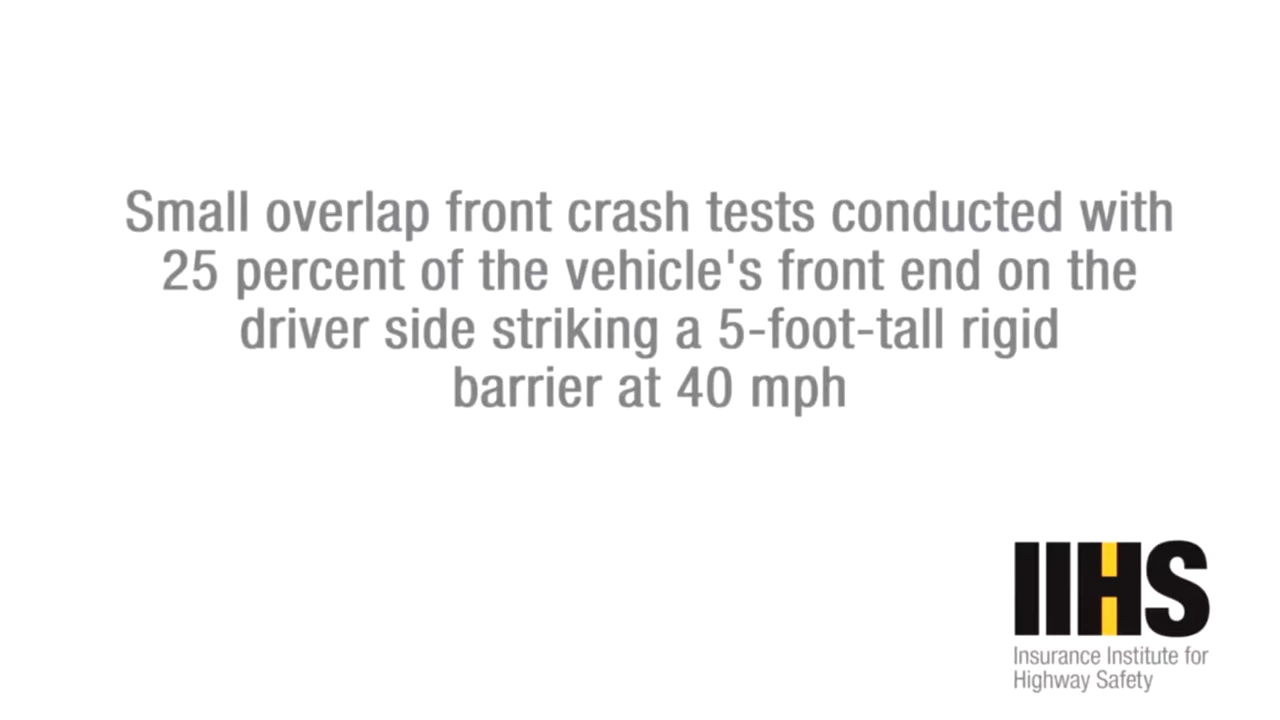 Small overlap front crash tests conducted with
25 percent of the vehicle's front end on the
driver side striking a 5-foot-tall rigid
barrier at 40 mph
IIHS
Insurance Institute for
Highway Safety